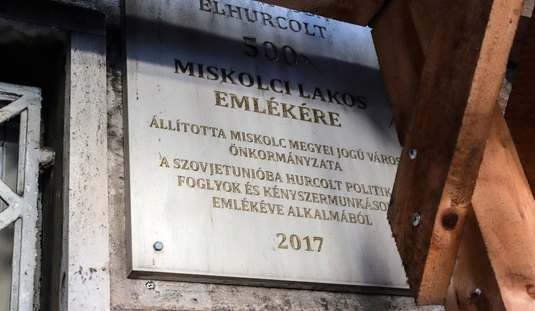 ELHURCOLT
500
MISKOLCI LAKOS
EMLÉKÉRE
ÁLLÍTOTTA MISKOLC MEGYEI JOGÚ VÁROS
ÖNKORMÁNYZATA
A SZOVJETUNIÓBA HURCOLT POLITIK
FOGLYOK ÉS KÉNYSZERMUNKÁSO
EMLÉKÉVE ALKALMÁBÓL
2017